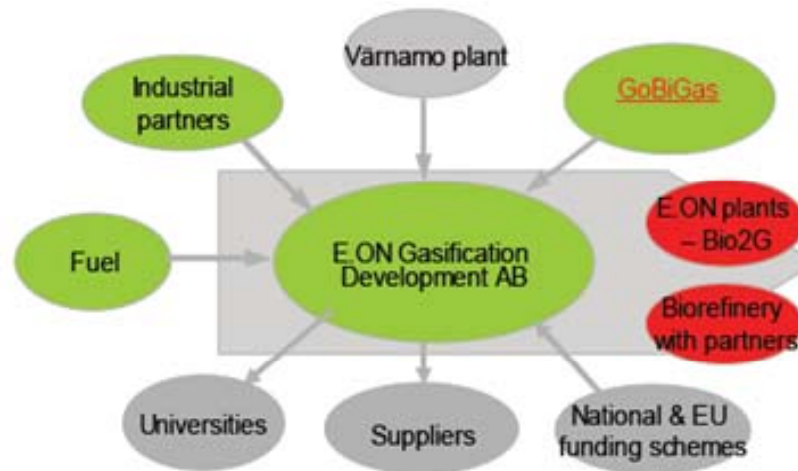 Värnamo plant
Industrial
partners
GoBiGas
E.ON plants
– Bio2G
Fuel
E.ON Gasification
Development AB
Biorefinery
with partners
Universities
Suppliers
National & EU
funding schemes